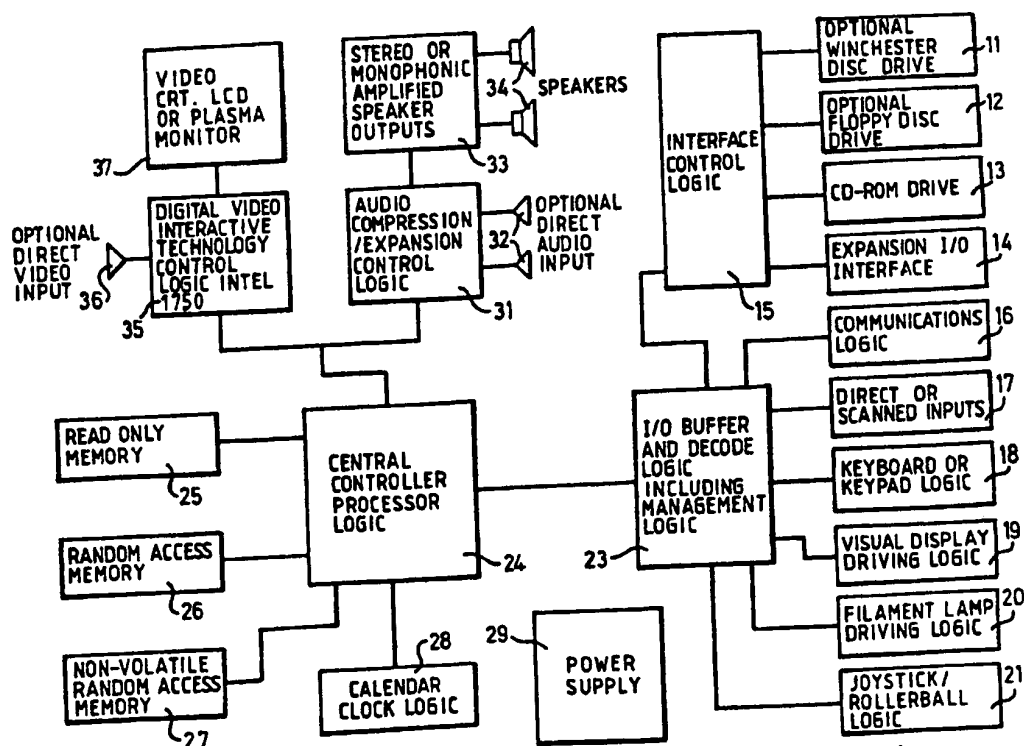 VIDEO
CRT. LCD
OR PLASMA
MONITOR
37
STEREO OR
MONOPHONIC
AMPLIFIED
SPEAKER
OUTPUTS
33
34 SPEAKERS
DIGITAL VIDEO
INTERACTIVE
TECHNOLOGY
CONTROL
LOGIC INTEL
1750
35
OPTIONAL
DIRECT
VIDEO
INPUT
36
AUDIO
COMPRESSION
/EXPANSION
CONTROL
LOGIC
31
OPTIONAL
32 DIRECT
AUDIO
INPUT
INTERFACE
CONTROL
LOGIC
15
OPTIONAL
WINCHESTER
DISC DRIVE
11
OPTIONAL
FLOPPY DISC
DRIVE
12
CD-ROM DRIVE
13
EXPANSION I/O
INTERFACE
14
COMMUNICATIONS
LOGIC
16
DIRECT OR
SCANNED INPUTS
17
KEYBOARD OR
KEYPAD LOGIC
18
VISUAL DISPLAY
DRIVING LOGIC
19
FILAMENT LAMP
DRIVING LOGIC
20
JOYSTICK/
ROLLERBALL
LOGIC
21
READ ONLY
MEMORY
25
RANDOM ACCESS
MEMORY
26
NON-VOLATILE
RANDOM ACCESS
MEMORY
27
CENTRAL
CONTROLLER
PROCESSOR
LOGIC
24
CALENDAR
CLOCK LOGIC
28
POWER
SUPPLY
29
I/O BUFFER
AND DECODE
LOGIC
INCLUDING
MANAGEMENT
LOGIC
23